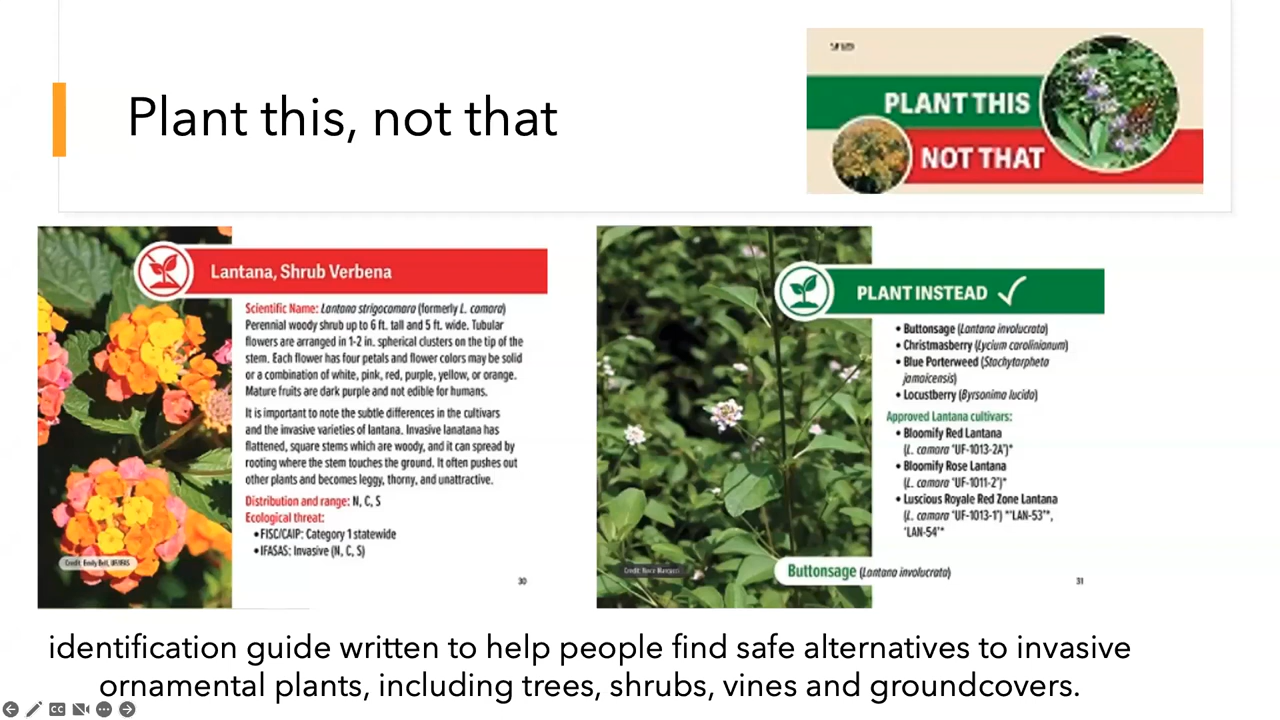 Plant this, not that
PLANT THIS
NOT THAT
Lantana, Shrub Verbena
Scientific Name: Lantana strigocamara (formerly L. camara)
Perennial woody shrub up to 6 ft. tall and 5 ft. wide. Tubular
flowers are arranged in 1-2 in. spherical clusters on the tip of the
stem. Each flower has four petals and flower colors may be solid
or a combination of white, pink, red, purple, yellow, or orange.
Mature fruits are dark purple and not edible for humans.
It is important to note the subtle differences in the cultivars
and the invasive varieties of lantana. Invasive lanatana has
flattened, square stems which are woody, and it can spread by
rooting where the stem touches the ground. It often pushes out
other plants and becomes leggy, thorny, and unattractive.
Distribution and range: N, C, S
Ecological threat:
•FISC/CAIP: Category 1 statewide
•IFASAS: Invasive (N, C, S)
Credit: Emily Bell, UF/IFAS
30
PLANT INSTEAD
• Buttonsage (Lantana involucrata)
• Christmasberry (Lycium carolinianum)
• Blue Porterweed (Stachytarpheta
jamaicensis)
• Locustberry (Byrsonima lucida)
Approved Lantana cultivars:
• Bloomify Red Lantana
(L. camara 'UF-1013-2A')*
• Bloomify Rose Lantana
(L. camara 'UF-1011-2')*
• Luscious Royale Red Zone Lantana
(L. camara 'UF-1013-1') *'LAN-53'*,
'LAN-54'*
Credit:
Buttonsage (Lantana involucrata)
31
identification guide written to help people find safe alternatives to invasive
ornamental plants, including trees, shrubs, vines and groundcovers.
CC